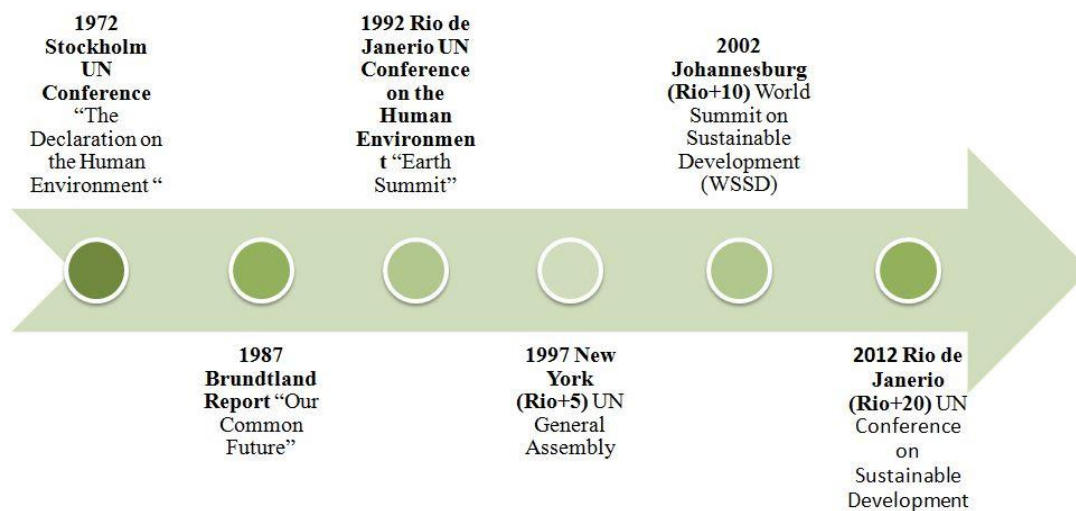 1972
Stockholm
UN
Conference
“The
Declaration on
the Human
Environment “
1987
Brundtland
Report “Our
Common
Future”
1992 Rio de
Janerio UN
Conference
on the
Human
Environmen
t “Earth
Summit”
1997 New
York
(Rio+5) UN
General
Assembly
2002
Johannesburg
(Rio+10) World
Summit on
Sustainable
Development
(WSSD)
2012 Rio de
Janerio
(Rio+20) UN
Conference
on
Sustainable
Development